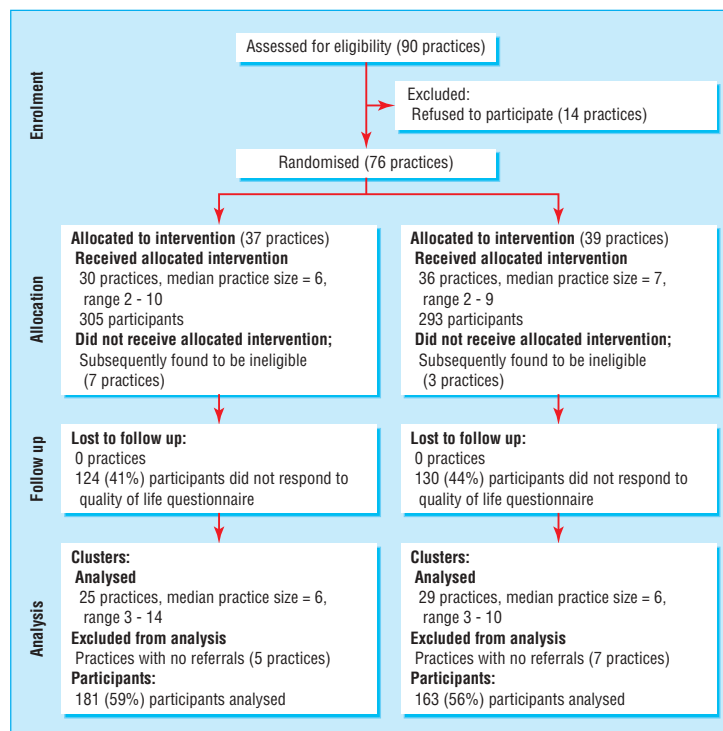 Assessed for eligibility (90 practices)
Enrolment
Excluded:
Refused to participate (14 practices)
Randomised (76 practices)
Allocation
Allocated to intervention (37 practices)
Received allocated intervention
30 practices, median practice size = 6,
range 2 - 10
305 participants
Did not receive allocated intervention;
Subsequently found to be ineligible
(7 practices)
Allocated to intervention (39 practices)
Received allocated intervention
36 practices, median practice size = 7,
range 2 - 9
293 participants
Did not receive allocated intervention;
Subsequently found to be ineligible
(3 practices)
Follow up
Lost to follow up:
0 practices
124 (41%) participants did not respond to
quality of life questionnaire
Lost to follow up:
0 practices
130 (44%) participants did not respond to
quality of life questionnaire
Analysis
Clusters:
Analysed
25 practices, median practice size = 6,
range 3 - 14
Excluded from analysis
Practices with no referrals (5 practices)
Participants:
181 (59%) participants analysed
Clusters:
Analysed
29 practices, median practice size = 6,
range 3 - 10
Excluded from analysis
Practices with no referrals (7 practices)
Participants:
163 (56%) participants analysed